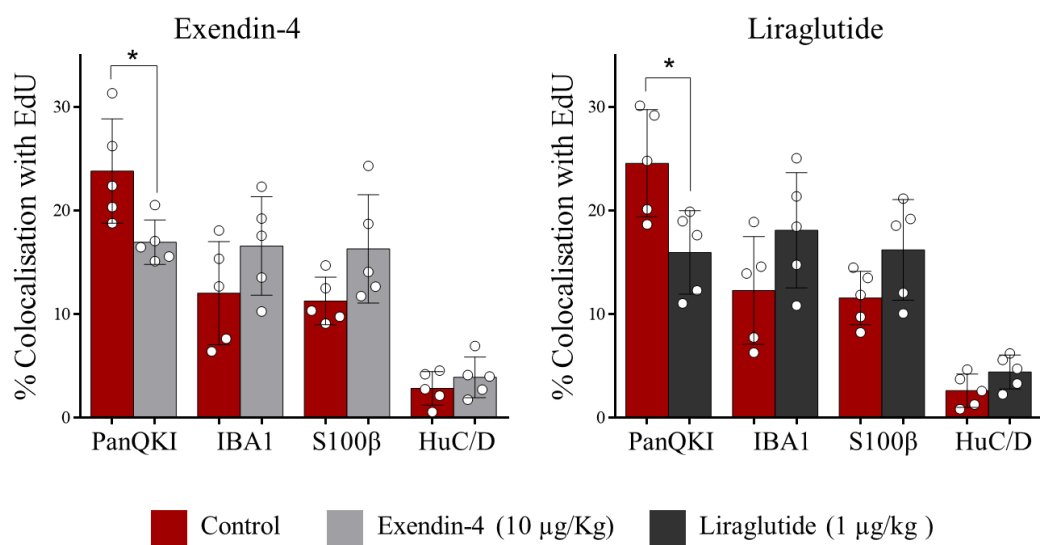 Exendin-4
% Colocalisation with EdU
30
20
10
0
*
PanQKI IBA1 S100β HuC/D
Liraglutide
% Colocalisation with EdU
30
20
10
0
*
PanQKI IBA1 S100β HuC/D
Control Exendin-4 (10 µg/Kg) Liraglutide (1 µg/kg )